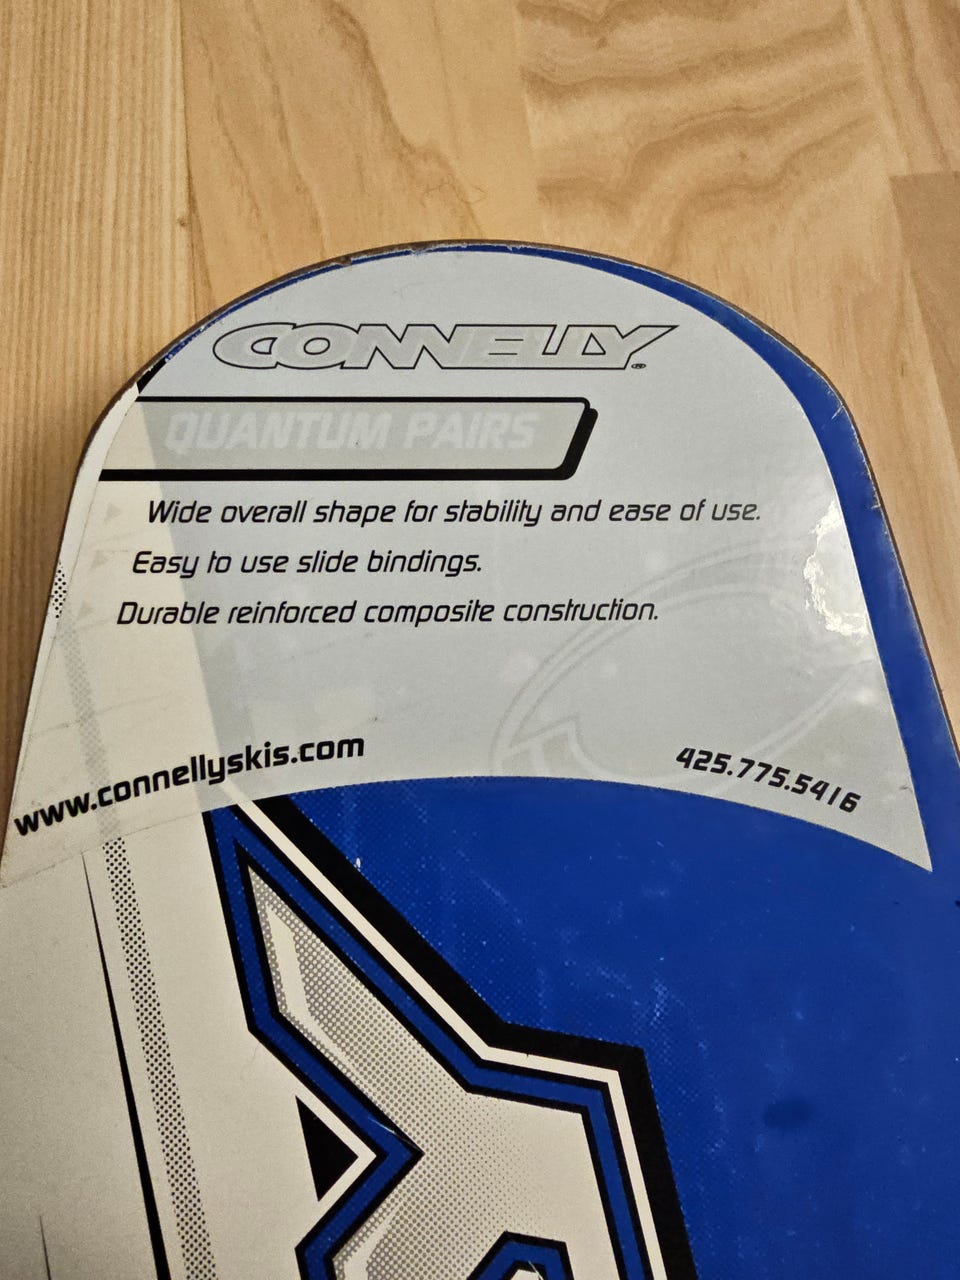 CONNELLY®
QUANTUM PAIRS
Wide overall shape for stability and ease of use.
Easy to use slide bindings.
Durable reinforced composite construction.
www.connellyskis.com
425.775.5416